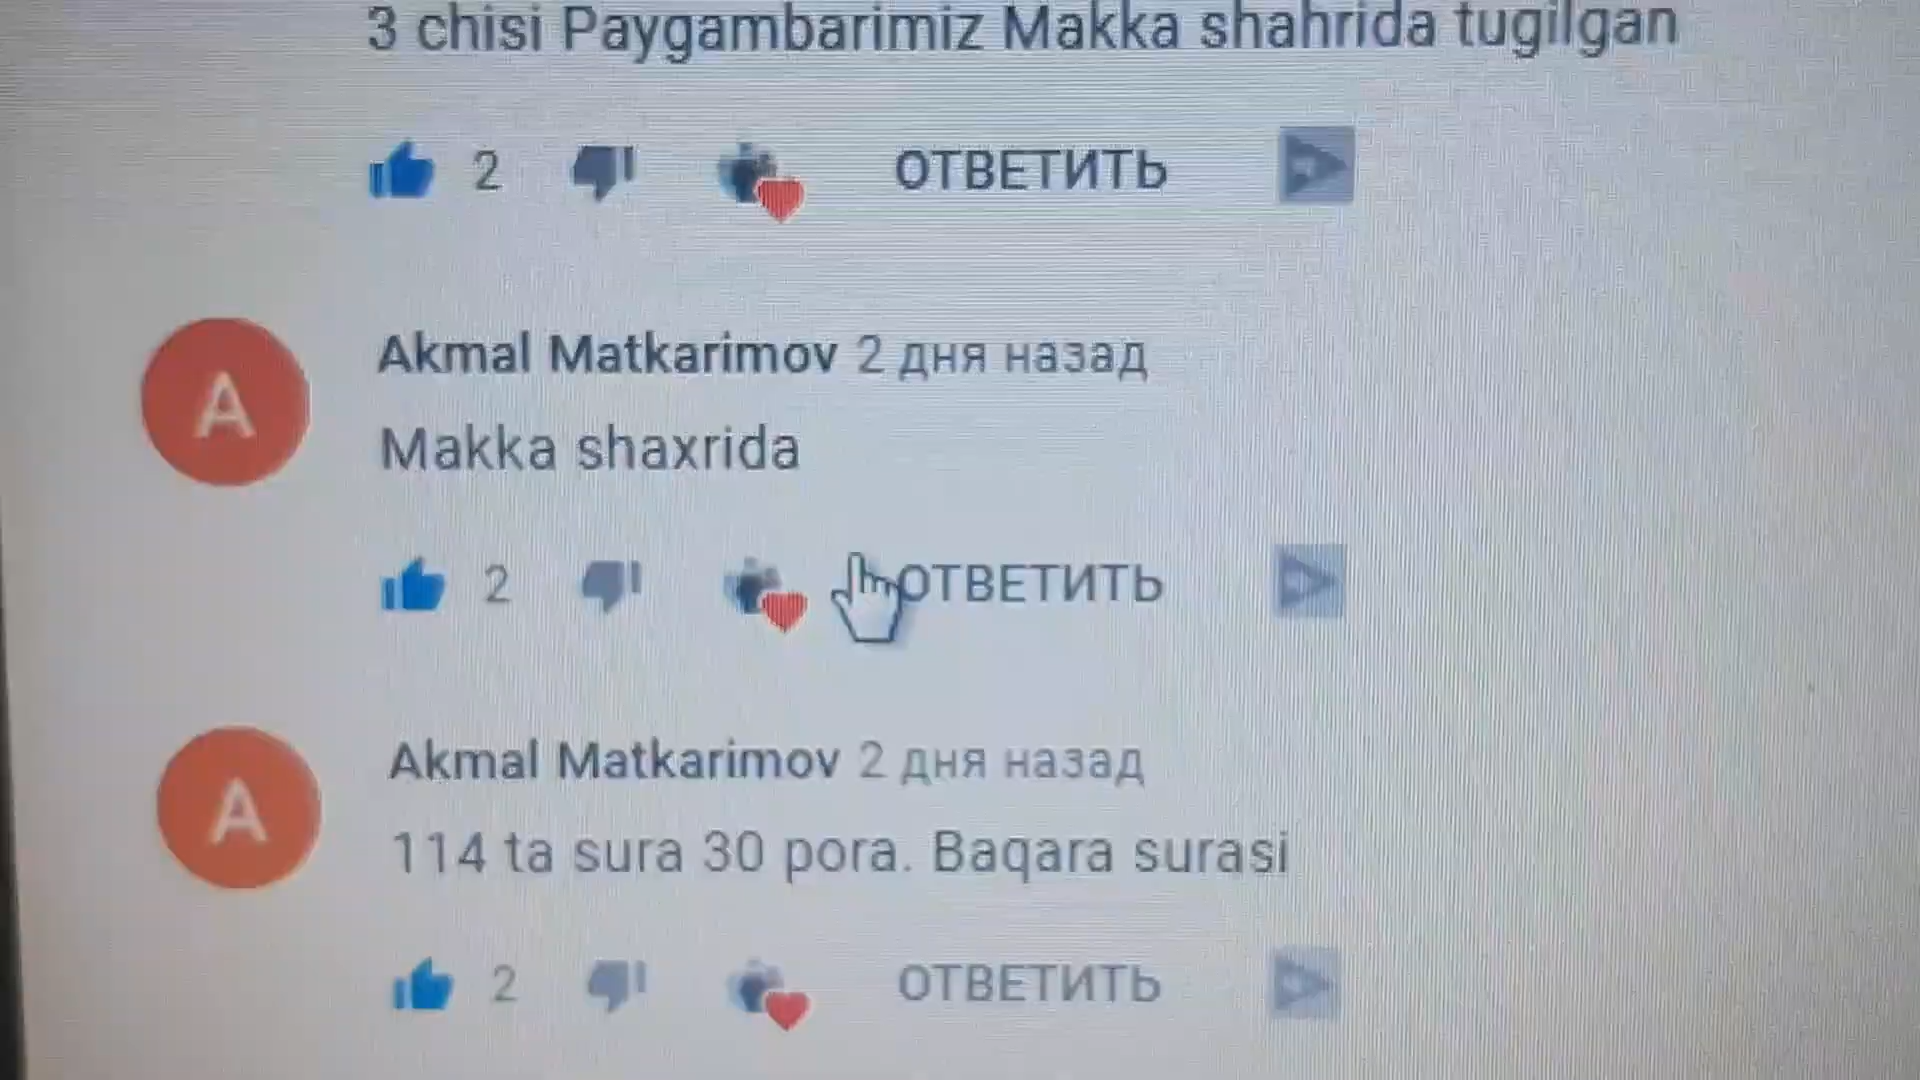 3 chisi Paygambarimiz Makka shahrida tugilgan
2 ОТВЕТИТЬ
Akmal Matkarimov 2 дня назад
A
Makka shaxrida
2 ОТВЕТИТЬ
Akmal Matkarimov 2 дня назад
A
114 ta sura 30 pora. Baqara surasi
2 ОТВЕТИТЬ